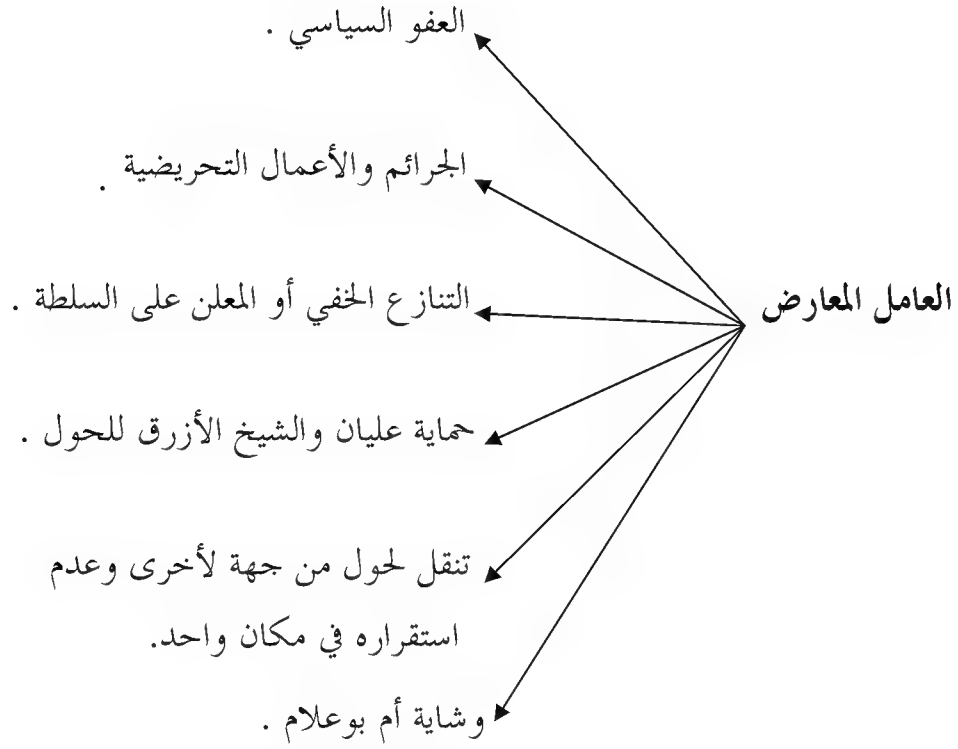 العفو السياسي .
الجرائم والأعمال التحريضية .
العامل المعارض
التنازع الخفي أو المعلن على السلطة .
حماية عليان والشيخ الأزرق للحول .
تنقل لحول من جهة لأخرى وعدم
استقراره في مكان واحد.
وشاية أم بوعلام .